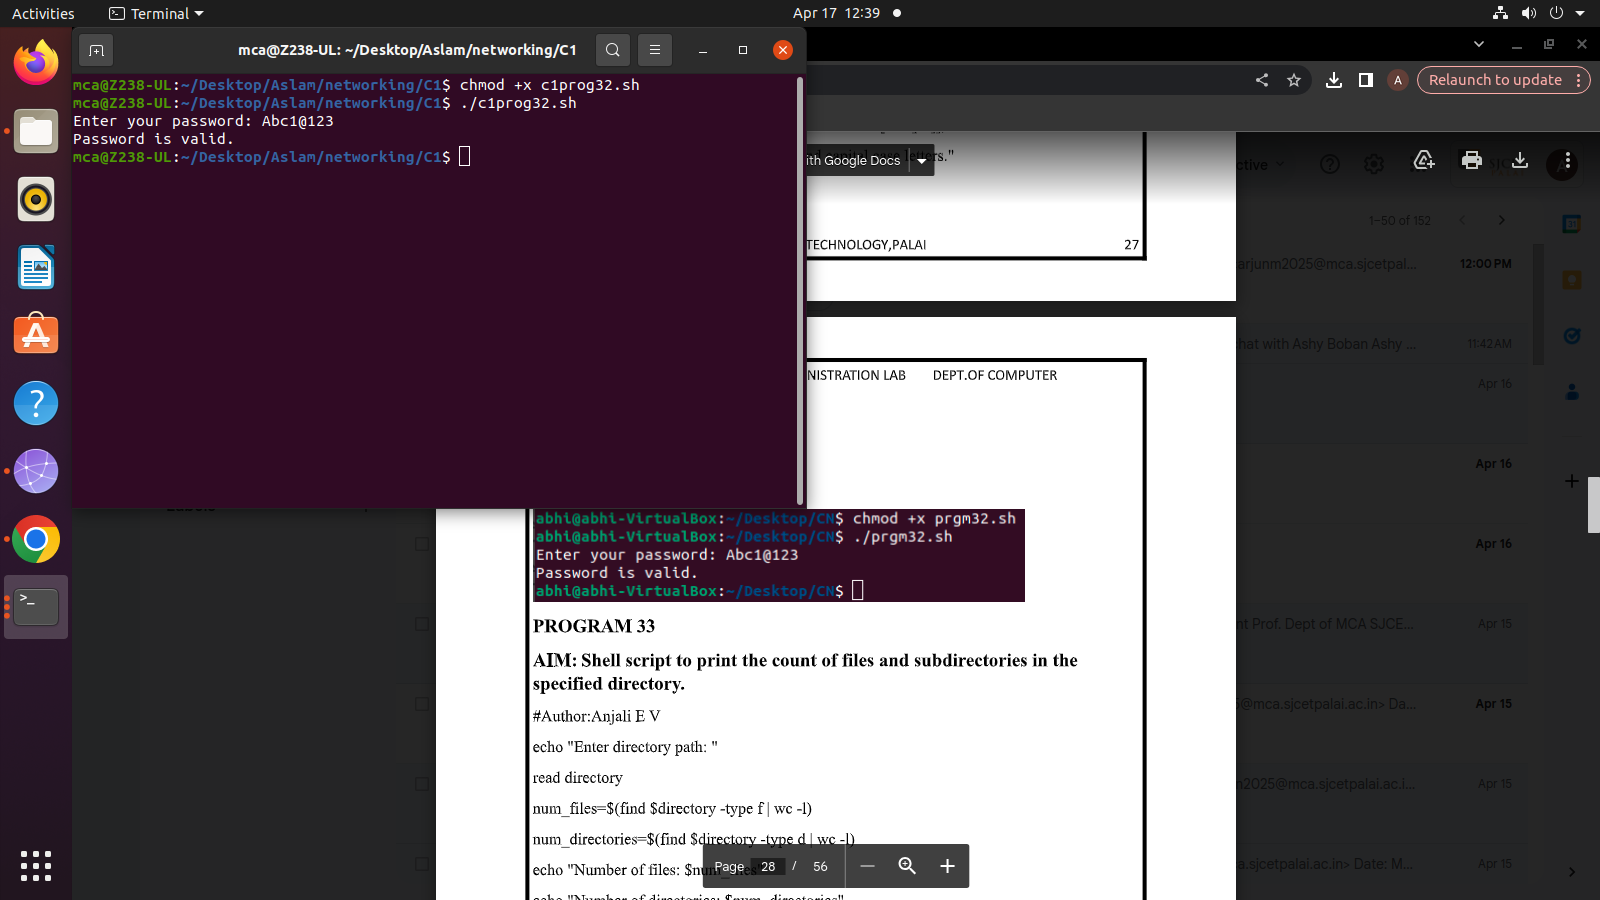 Activities
Terminal
Apr 17 12:39
mca@Z238-UL: ~/Desktop/Aslam/networking/C1
mca@Z238-UL:~/Desktop/Aslam/networking/C1$ chmod +x c1prog32.sh
mca@Z238-UL:~/Desktop/Aslam/networking/C1$ ./c1prog32.sh
Enter your password: Abc1@123
Password is valid.
mca@Z238-UL:~/Desktop/Aslam/networking/C1$
A
Relaunch to update
ith Google Docs
letters."
1–50 of 152
TECHNOLOGY,PALAI 27
arjunm2025@mca.sjcetpal... 12:00 PM
hat with Ashy Boban Ashy ... 11:42 AM
NISTRATION LAB DEPT.OF COMPUTER
Apr 16
Apr 16
abhi@abhi-VirtualBox:~/Desktop/CN$ chmod +x prgm32.sh
abhi@abhi-VirtualBox:~/Desktop/CN$ ./prgm32.sh
Enter your password: Abc1@123
Password is valid.
abhi@abhi-VirtualBox:~/Desktop/CN$
Apr 16
PROGRAM 33
nt Prof. Dept of MCA SJCE... Apr 15
AIM: Shell script to print the count of files and subdirectories in the
specified directory.
@mca.sjcetpalai.ac.in> Da... Apr 15
#Author:Anjali E V
echo "Enter directory path: "
read directory
n2025@mca.sjcetpalai.ac.i... Apr 15
num_files=$(find $directory -type f | wc -l)
num_directories=$(find $directory -type d | wc -l)
echo "Number of files: $num_files"
a.sjcetpalai.ac.in> Date: M... Apr 15
Page 28 / 56
echo "Number of directories: $num_directories"